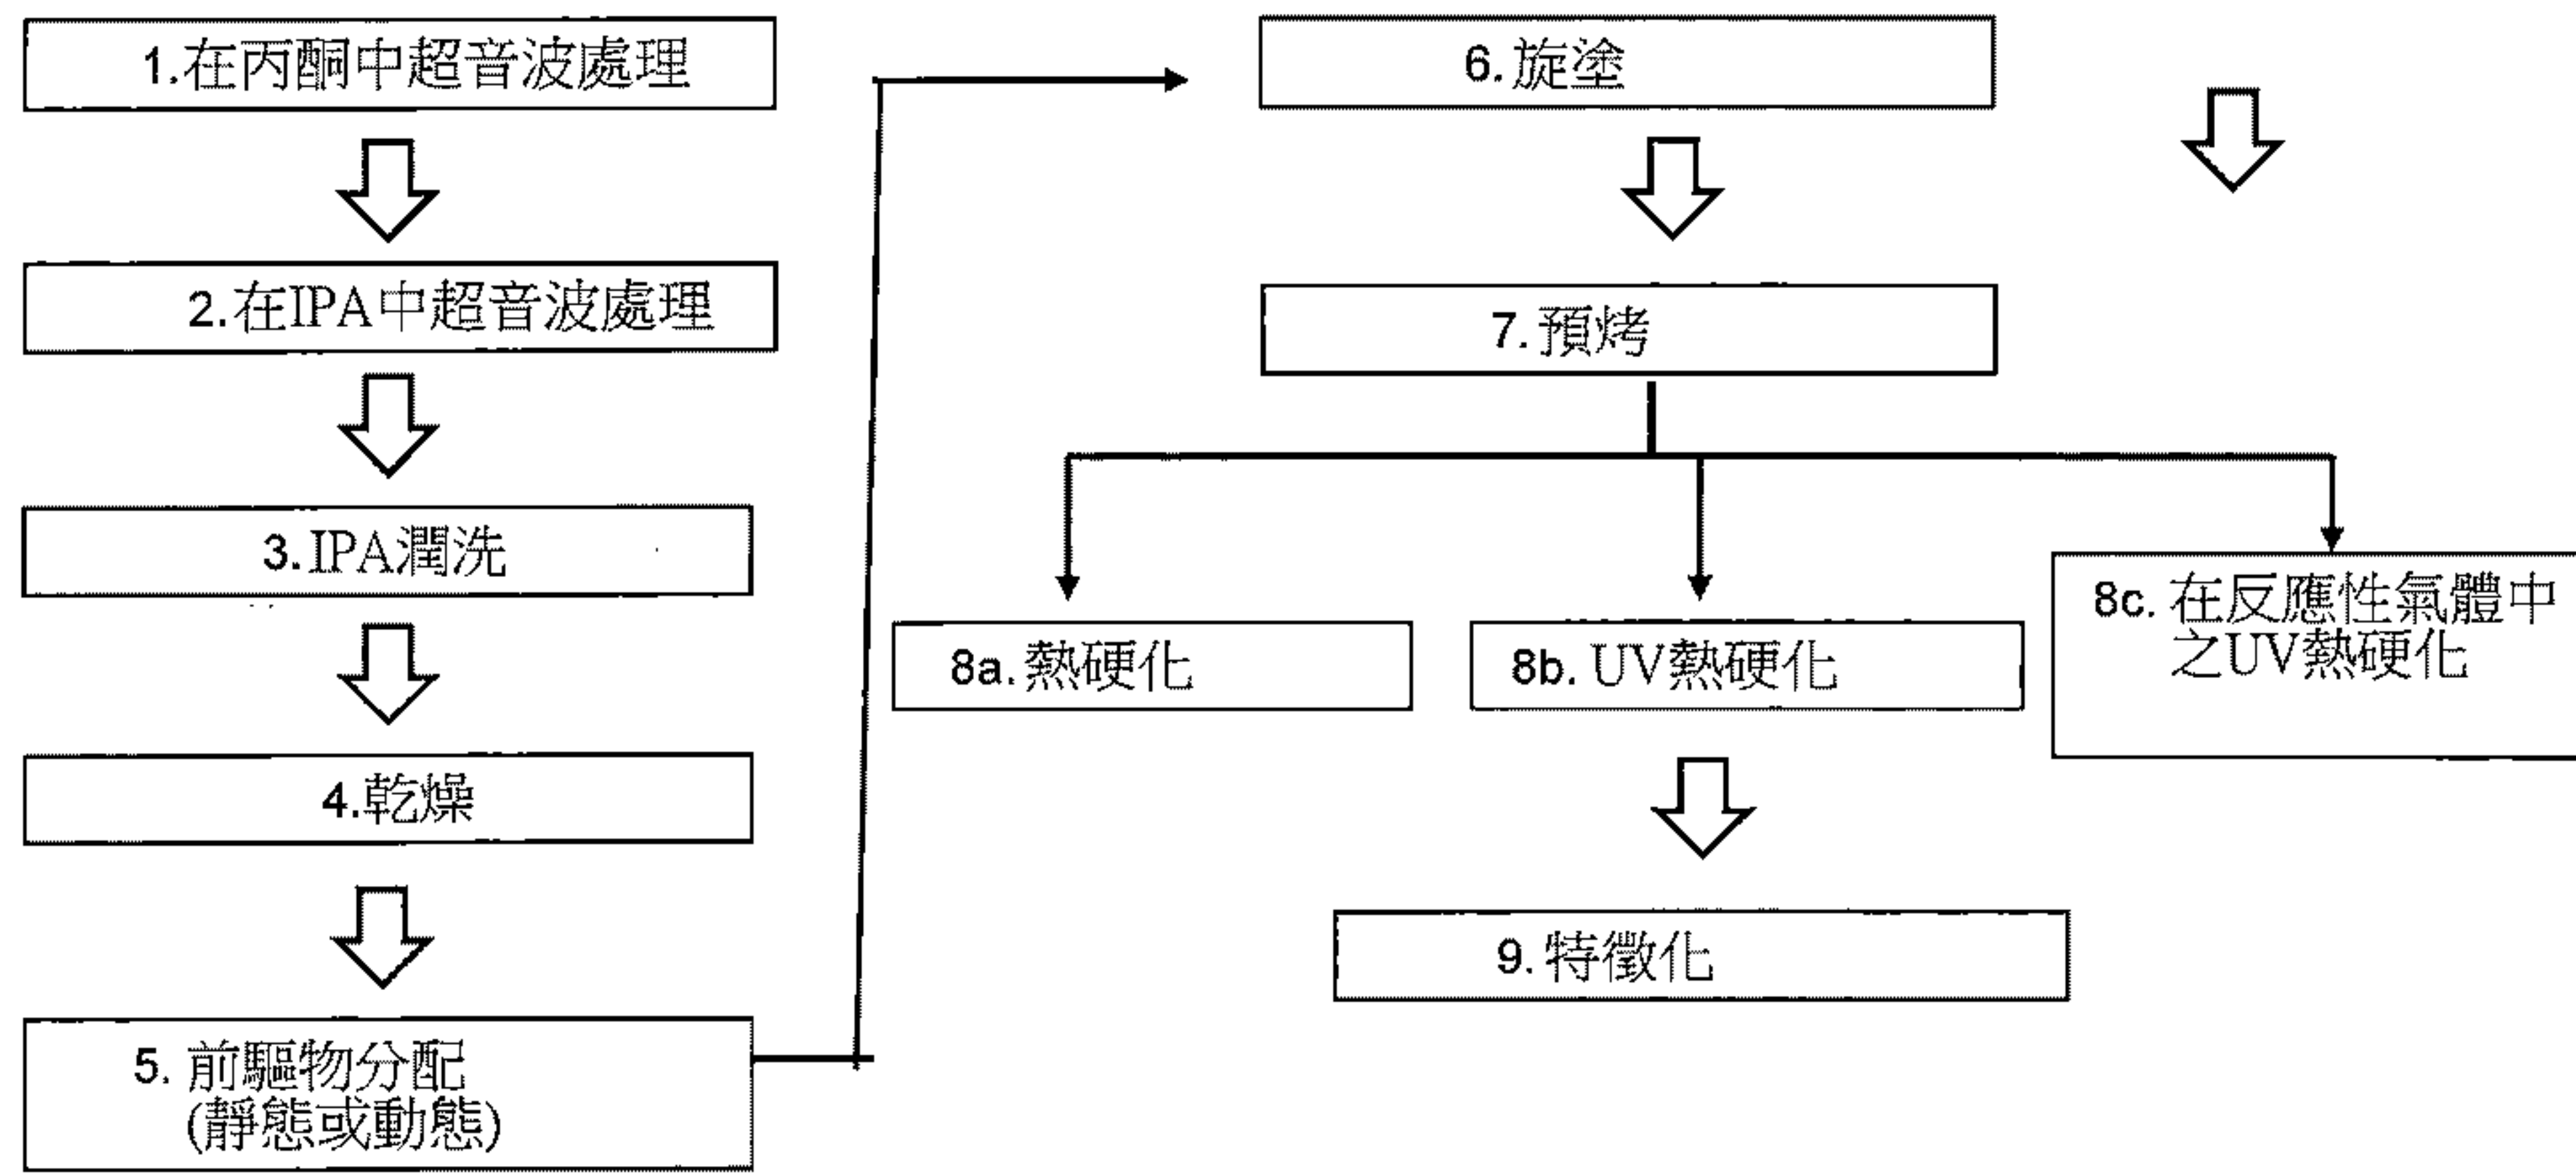 1.在丙酮中超音波處理
2.在IPA中超音波處理
3.IPA潤洗
4.乾燥
5. 前驅物分配
(靜態或動態)
6.旋塗
7.預烤
8a.熱硬化
8b. UV熱硬化
8c. 在反應性氣體中
之UV熱硬化
9.特徵化